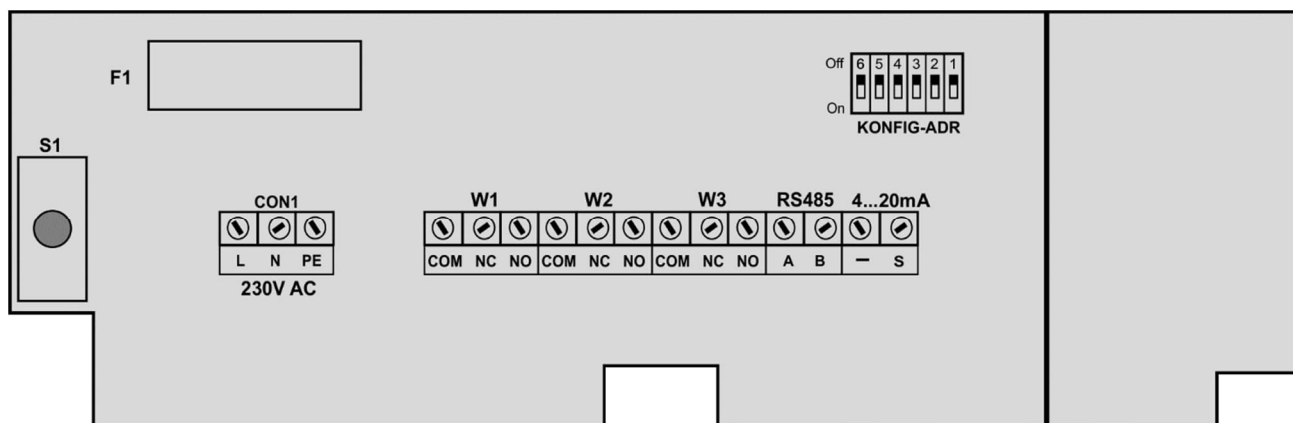 Off 6 5 4 3 2 1
F1
On
KONFIG-ADR
S1
CON1 W1 W2 W3 RS485 4...20mA
L N PE COM NC NO COM NC NO COM NC NO A B – S
230V AC